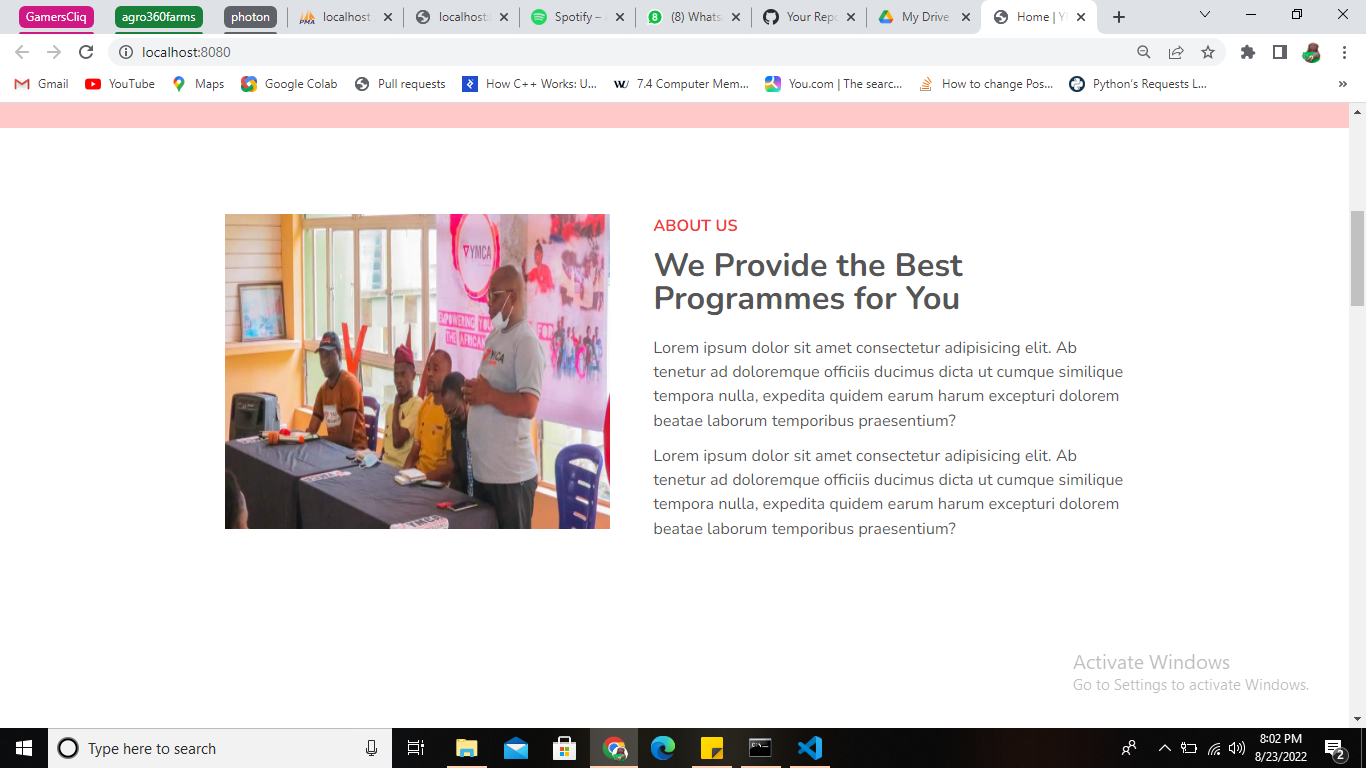 GamersCliq agro360farms photon localhost localhost: Spotify – (8) Whats Your Repo My Drive Home | Y
localhost:8080
Gmail YouTube Maps Google Colab Pull requests How C++ Works: U... 7.4 Computer Mem... You.com | The searc... How to change Pos... Python's Requests L... »
YMCA
EMPOWERING YOU FOR
THE AFRICAN
YMCA
ABOUT US
We Provide the Best
Programmes for You
Lorem ipsum dolor sit amet consectetur adipisicing elit. Ab
tenetur ad doloremque officiis ducimus dicta ut cumque similique
tempora nulla, expedita quidem earum harum excepturi dolorem
beatae laborum temporibus praesentium?
Lorem ipsum dolor sit amet consectetur adipisicing elit. Ab
tenetur ad doloremque officiis ducimus dicta ut cumque similique
tempora nulla, expedita quidem earum harum excepturi dolorem
beatae laborum temporibus praesentium?
Activate Windows
Go to Settings to activate Windows.
Type here to search
8:02 PM
8/23/2022
2